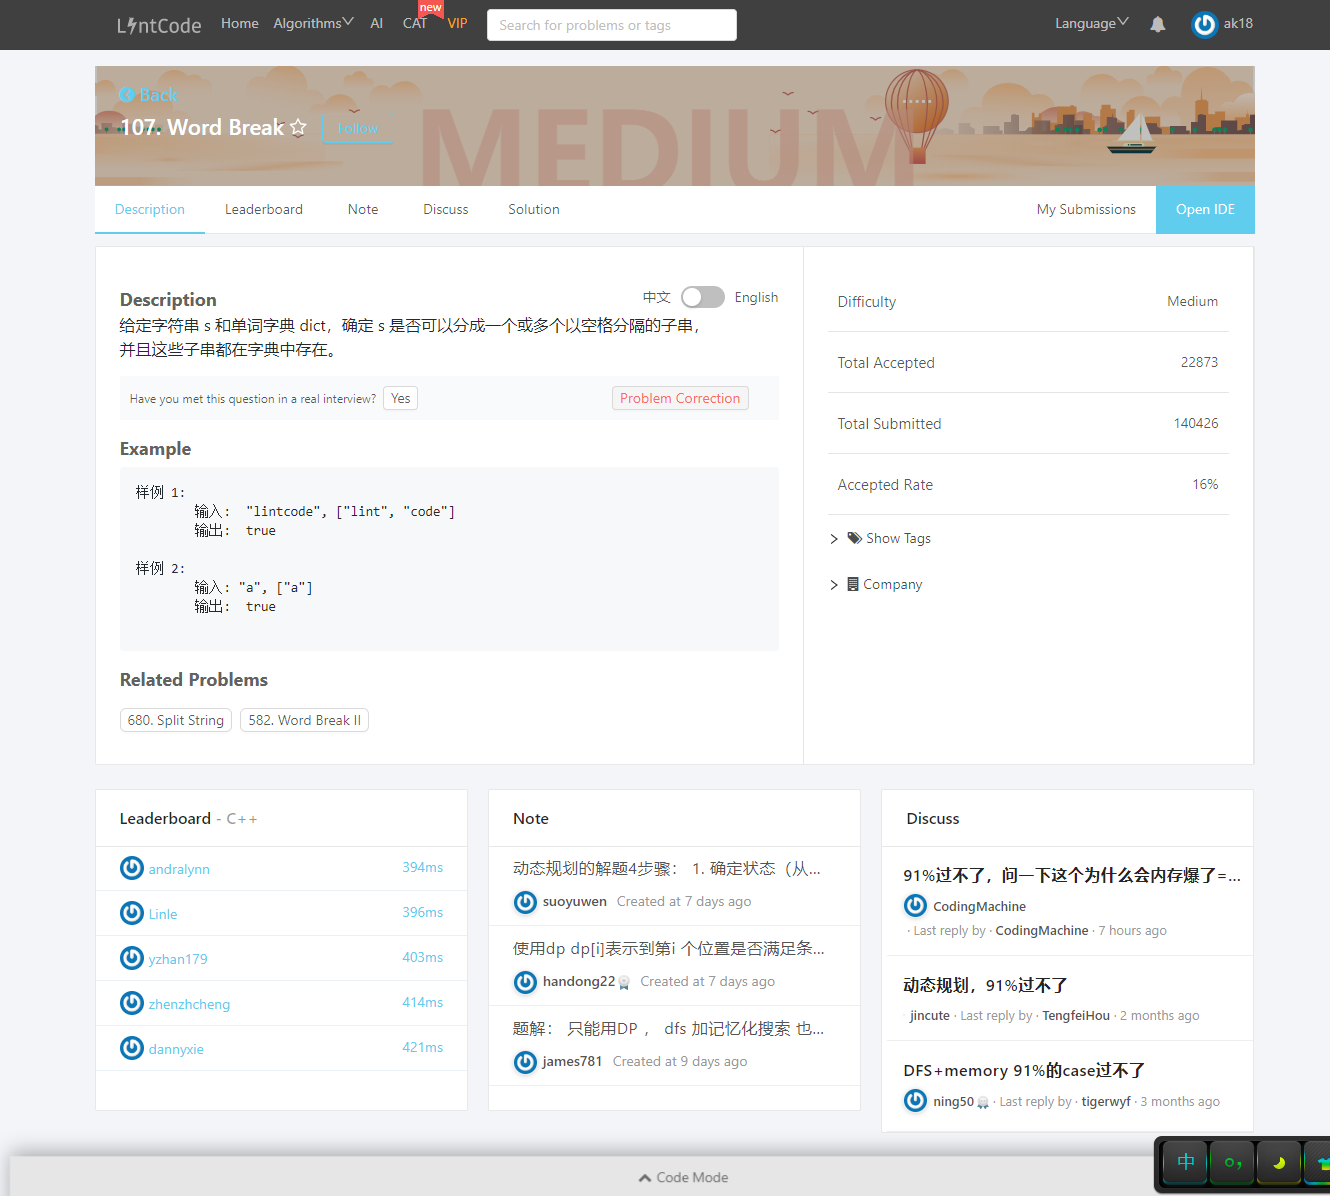 LintCode Home Algorithms AI CAT new VIP Search for problems or tags Language ak18
Back
107. Word Break Follow
MEDIUM
Description Leaderboard Note Discuss Solution My Submissions Open IDE
Description 中文 English
给定字符串 s 和单词字典 dict，确定 s 是否可以分成一个或多个以空格分隔的子串，
并且这些子串都在字典中存在。
Have you met this question in a real interview? Yes Problem Correction
Example
样例 1:
输入: "lintcode", ["lint", "code"]
输出: true
样例 2:
输入: "a", ["a"]
输出: true
Related Problems
680. Split String 582. Word Break II
Difficulty Medium
Total Accepted 22873
Total Submitted 140426
Accepted Rate 16%
Show Tags
Company
Leaderboard - C++
andralynn 394ms
Linle 396ms
yzhan179 403ms
zhenzhcheng 414ms
dannyxie 421ms
Note
动态规划的解题4步骤： 1. 确定状态（从...
suoyuwen Created at 7 days ago
使用dp dp[i]表示到第i 个位置是否满足条...
handong22 Created at 7 days ago
题解： 只能用DP ， dfs 加记忆化搜索 也...
james781 Created at 9 days ago
Discuss
91%过不了，问一下这个为什么会内存爆了=...
CodingMachine
· Last reply by · CodingMachine · 7 hours ago
动态规划，91%过不了
jincute · Last reply by · TengfeiHou · 2 months ago
DFS+memory 91%的case过不了
ning50 · Last reply by · tigerwyf · 3 months ago
Code Mode
中